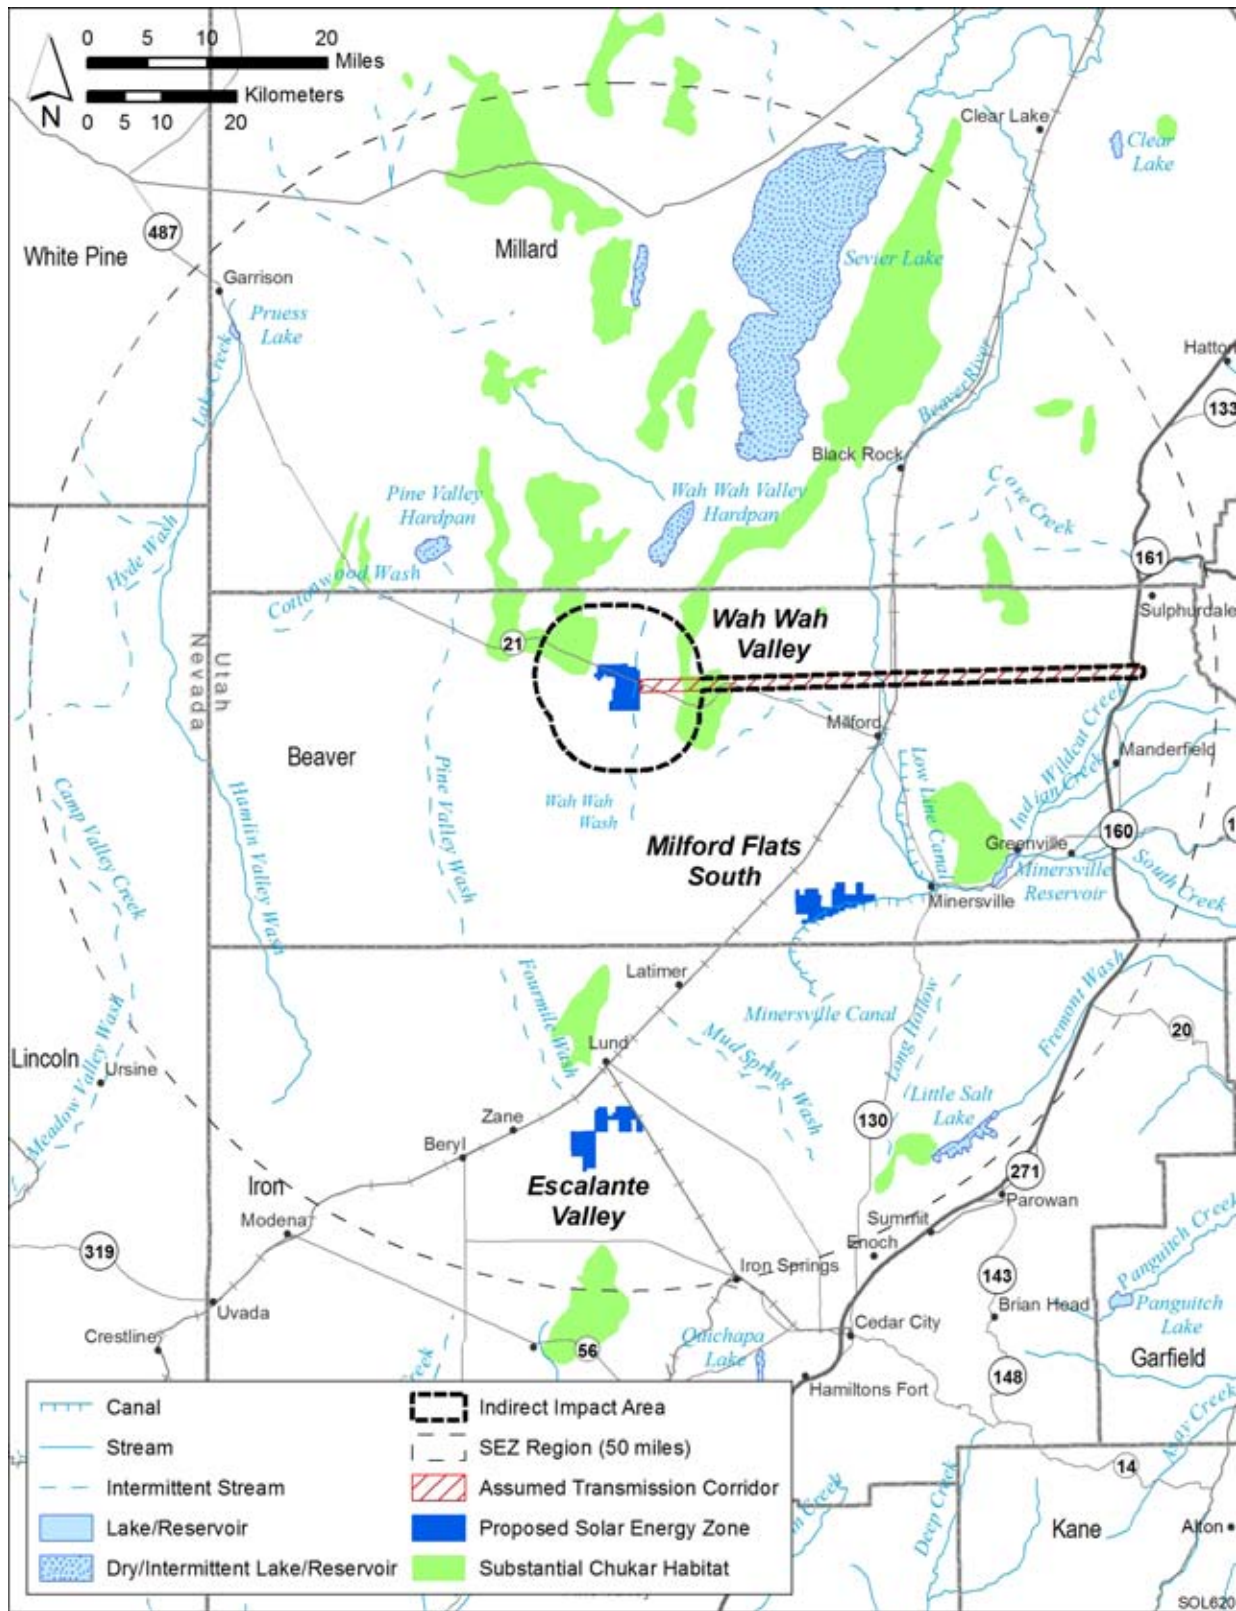 0 5 10 20
Miles
Kilometers
0 5 10 20
N
Clear Lake
Clear
Lake
487
White Pine
Millard
Sevier Lake
Garrison
Pruess
Lake
Lake Creek
Hatton
133
Beaver River
Black Rock
Pine Valley
Hardpan
Wah Wah Valley
Hardpan
Cove Creek
Hyde Wash
161
Cottonwood Wash
Sulphurdale
Wah Wah
Valley
21
Utah
Nevada
Milford
Wildcat Creek
Manderfield
Beaver
Indian Creek
Low Line Canal
Pine Valley Wash
Hamlin Valley Wash
Camp Valley Creek
Wah Wah
Wash
Milford Flats
South
Greenville
160
1
Minersville
Reservoir
South Creek
Minersville
Latimer
Fourmile Wash
Minersville Canal
Long Hollow
Fremont Wash
20
Lincoln
Ursine
Meadow Valley Wash
Lund
Mud Spring Wash
Little Salt
Lake
130
Zane
Beryl
271
Escalante
Valley
Iron
Parowan
Modena
Summit
Enoch
Panguitch Creek
319
Iron Springs
143
Uvada
Brian Head
Panguitch
Lake
Crestline
Cedar City
56
Quichapa
Lake
Garfield
Creek
148
Hamiltons Fort
Asay Creek
Canal
Indirect Impact Area
Stream
SEZ Region (50 miles)
14
Intermittent Stream
Assumed Transmission Corridor
Deep Creek
Creek
Lake/Reservoir
Proposed Solar Energy Zone
Kane
Alton
Dry/Intermittent Lake/Reservoir
Substantial Chukar Habitat
SOL620